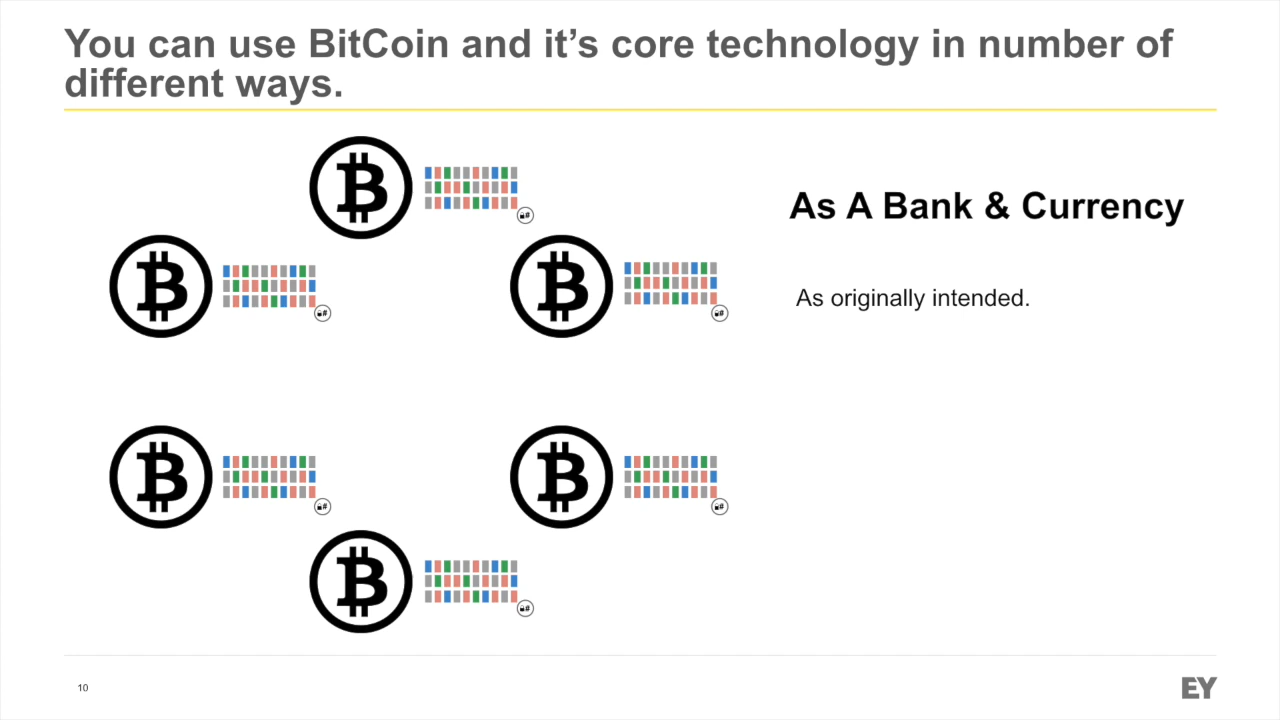 You can use BitCoin and it’s core technology in number of
different ways.
As A Bank & Currency
As originally intended.
10
EY